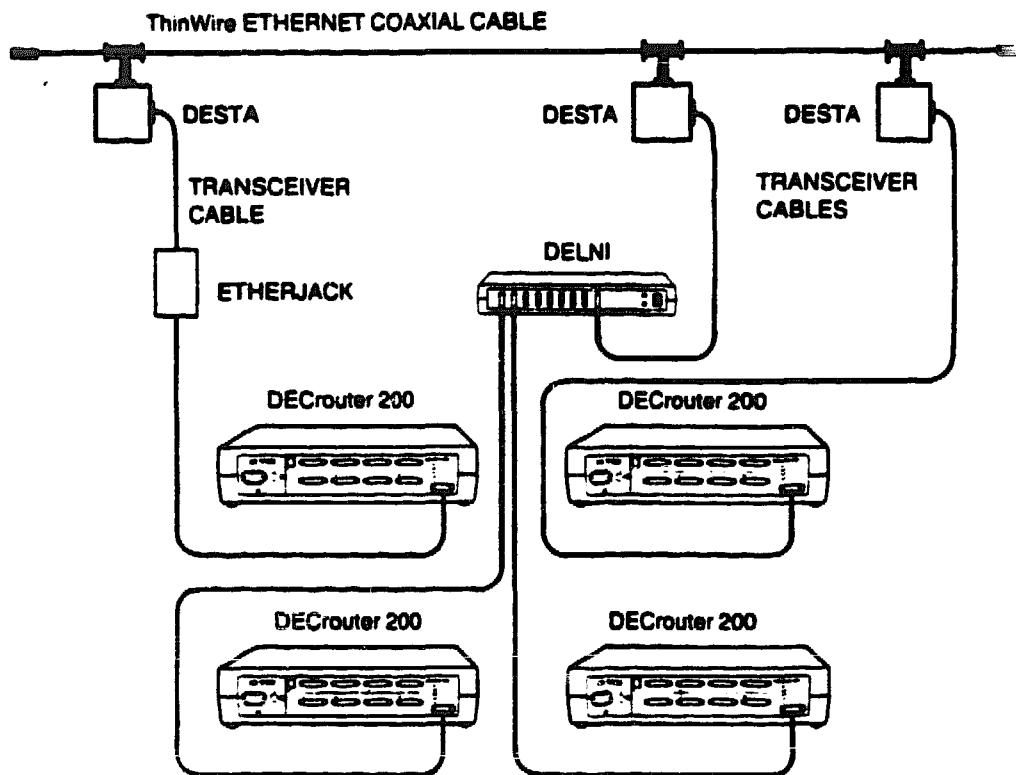 ThinWire ETHERNET COAXIAL CABLE
DESTA
DESTA
DESTA
TRANSCEIVER
CABLE
TRANSCEIVER
CABLES
DELNI
ETHERJACK
DECrouter 200
DECrouter 200
DECrouter 200
DECrouter 200